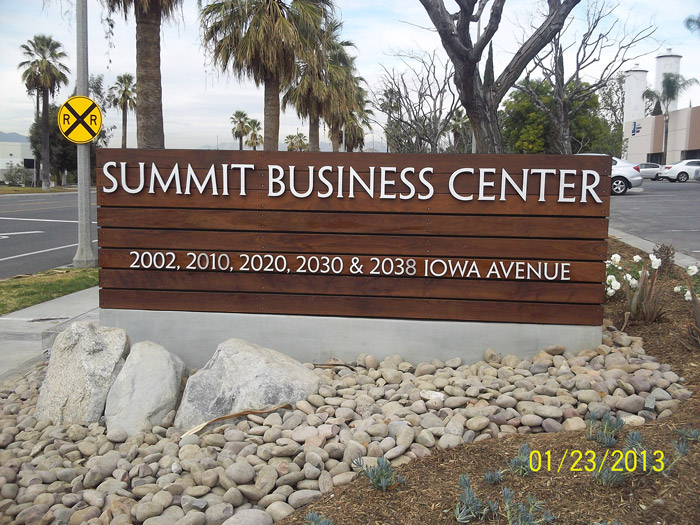 R R
SUMMIT BUSINESS CENTER
2002, 2010, 2020, 2030 & 2038 IOWA AVENUE
01/23/2013